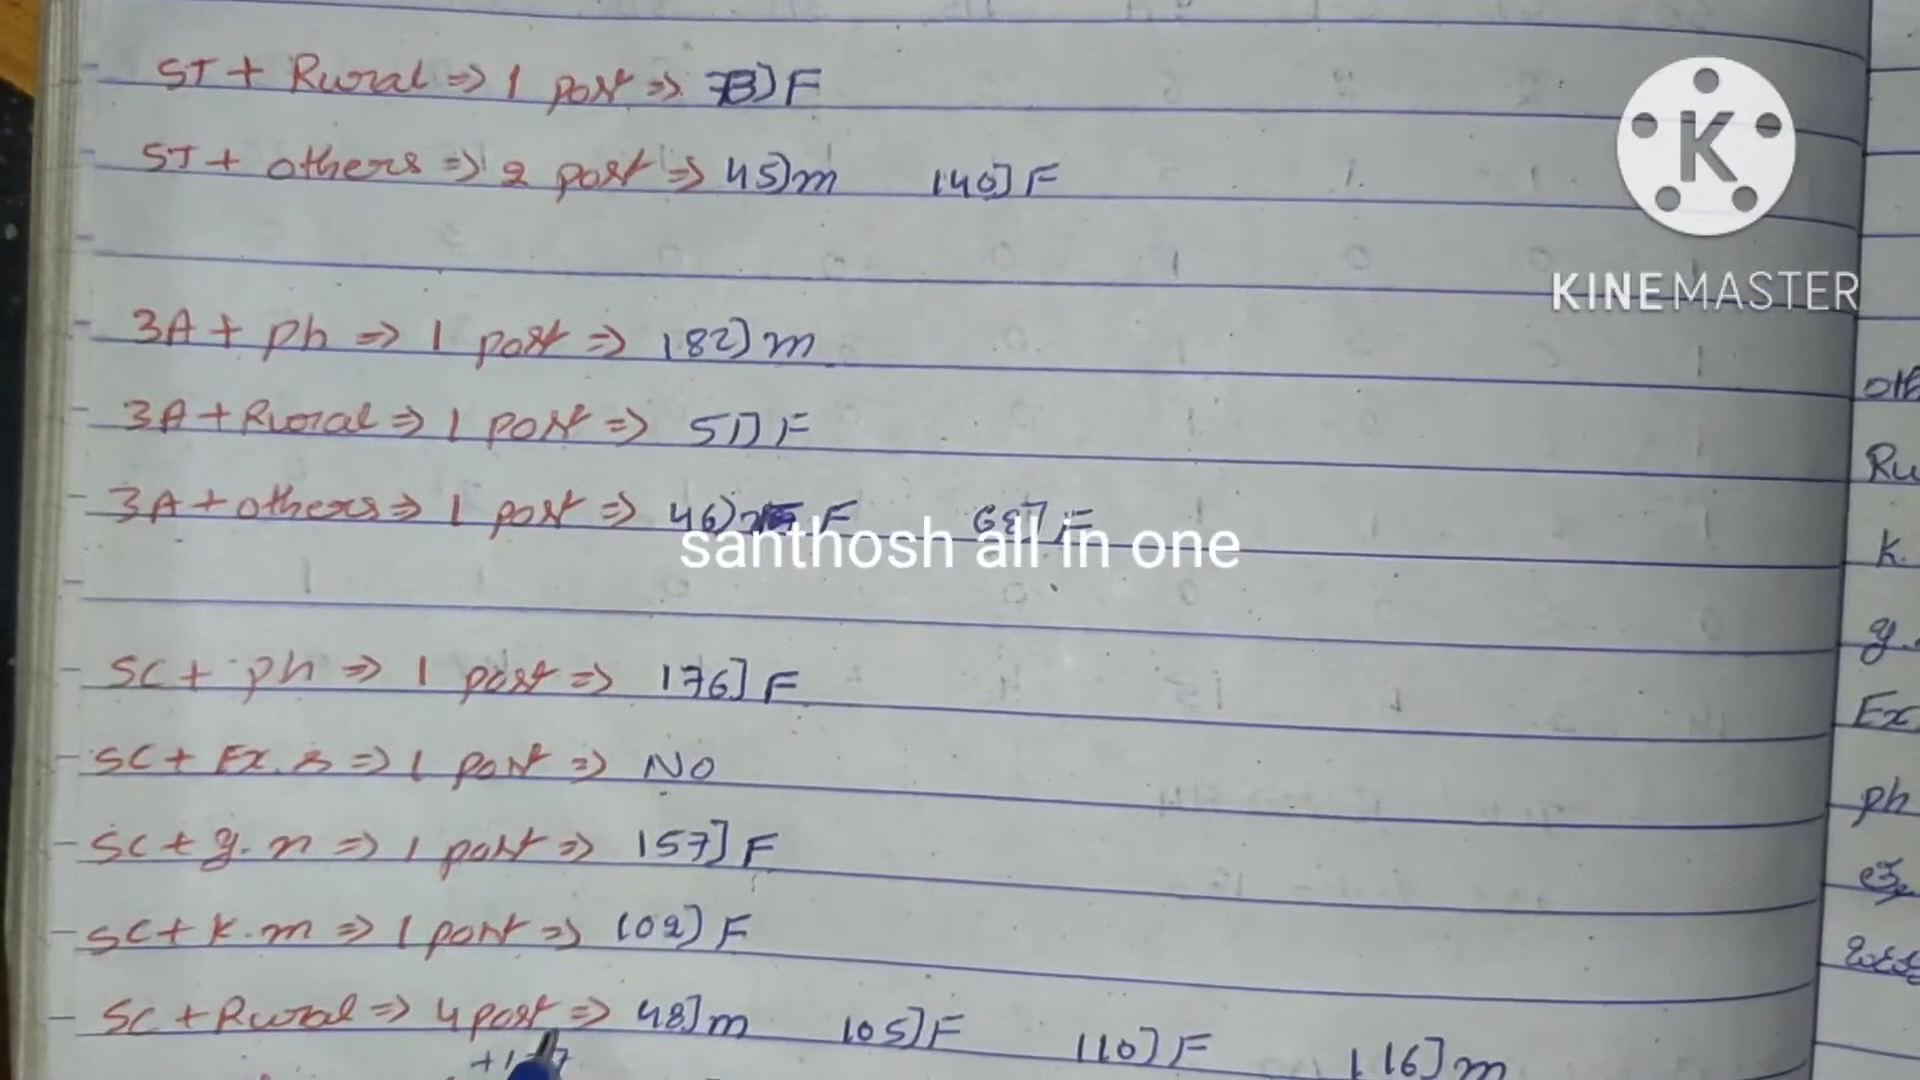 ST + Rural => 1 post => 73] F
ST + others => 2 post => 45] m 140] F
K
KINEMASTER
3A + ph => 1 post => 182) m
3A + Rural => 1 post => 51] F
3A + others => 1 post => 46) F
santhosh all in one
SC + ph => 1 post => 176] F
SC + Ex. s => 1 post => NO
SC + g. n => 1 post => 157] F
SC + K. m => 1 post => 102) F
SC + Rural => 4 post => 48] m 105] F 110] F 116] m
Ru
K.
g.
Ex
ph